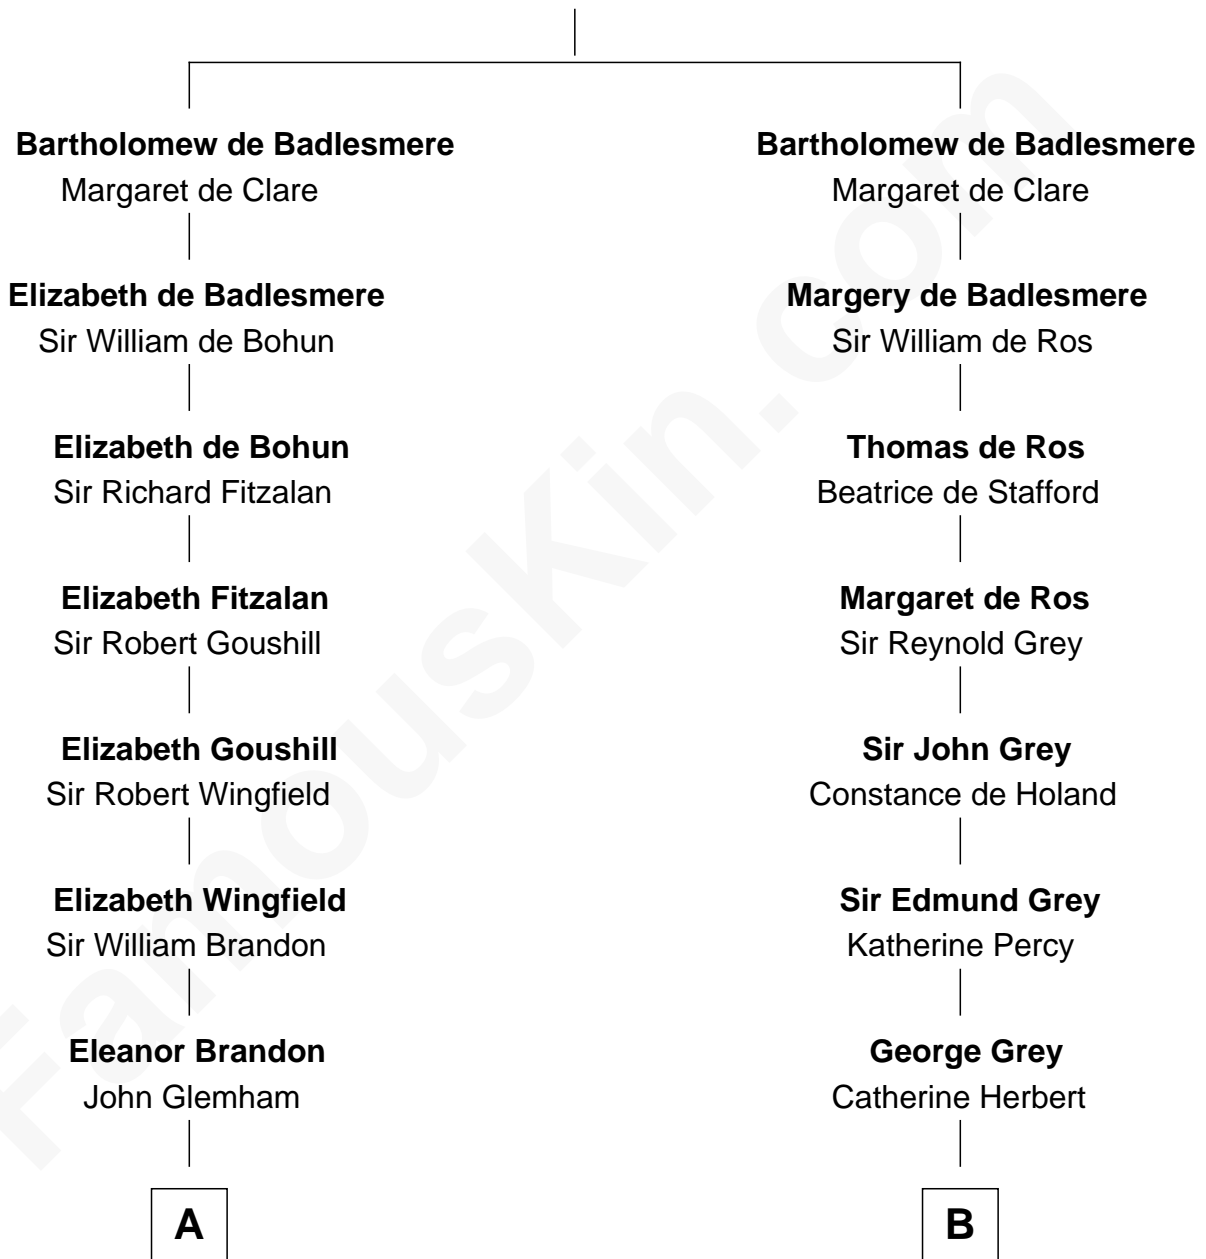 Bartholomew de Badlesmere
Margaret de Clare
Elizabeth de Badlesmere
Sir William de Bohun
Elizabeth de Bohun
Sir Richard Fitzalan
Elizabeth Fitzalan
Sir Robert Goushill
Elizabeth Goushill
Sir Robert Wingfield
Elizabeth Wingfield
Sir William Brandon
Eleanor Brandon
John Glemham
A
Bartholomew de Badlesmere
Margaret de Clare
Margery de Badlesmere
Sir William de Ros
Thomas de Ros
Beatrice de Stafford
Margaret de Ros
Sir Reynold Grey
Sir John Grey
Constance de Holand
Sir Edmund Grey
Katherine Percy
George Grey
Catherine Herbert
B
FamousKin.com